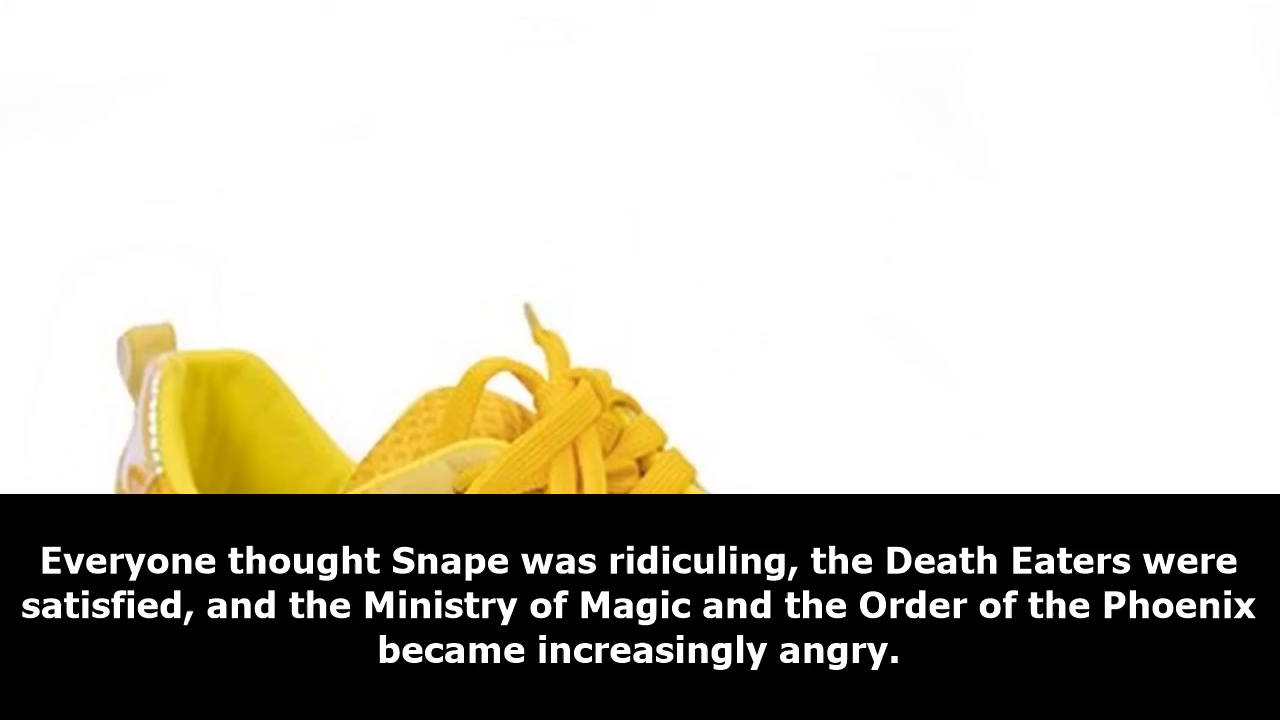 Everyone thought Snape was ridiculing, the Death Eaters were
satisfied, and the Ministry of Magic and the Order of the Phoenix
became increasingly angry.